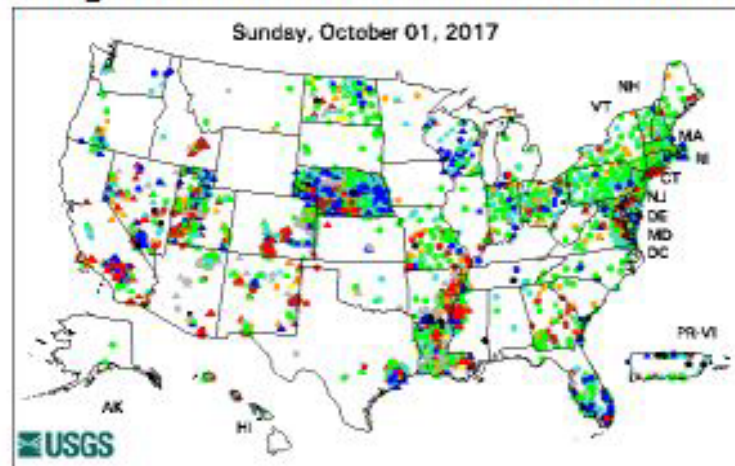 Sunday, October 01, 2017
NH
VT
MA
RI
CT
NJ
DE
MD
DC
PR-VI
AK
HI
USGS